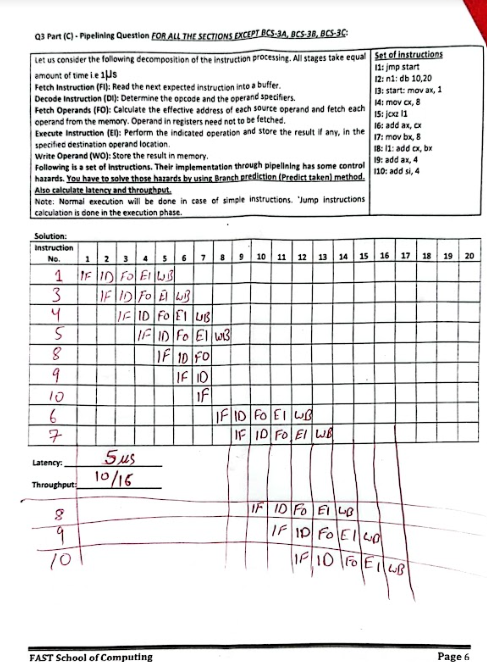 Q3 Part (C) - Pipelining Question FOR ALL THE SECTIONS EXCEPT BCS-3A, BCS-3B, BCS-3C:
Let us consider the following decomposition of the instruction processing. All stages take equal
amount of time i.e 1µs
Fetch Instruction (FI): Read the next expected instruction into a buffer.
Decode Instruction (DI): Determine the opcode and the operand specifiers.
Fetch Operands (FO): Calculate the effective address of each source operand and fetch each
operand from the memory. Operand in registers need not to be fetched.
Execute Instruction (EI): Perform the indicated operation and store the result if any, in the
specified destination operand location.
Write Operand (WO): Store the result in memory.
Following is a set of instructions. Their implementation through pipelining has some control
hazards. You have to solve those hazards by using Branch prediction (Predict taken) method.
Also calculate latency and throughput.
Note: Normal execution will be done in case of simple instructions. 'Jump instructions
calculation is done in the execution phase.
Set of instructions
I1: jmp start
I2: n1: db 10,20
I3: start: mov ax, 1
I4: mov cx, 8
I5: jcxz l1
I6: add ax, cx
I7: mov bx, 8
I8: l1: add cx, bx
I9: add ax, 4
I10: add si, 4
Solution:
Instruction
No. 1 2 3 4 5 6 7 8 9 10 11 12 13 14 15 16 17 18 19 20
1 IF ID FO EI WB
3 IF ID FO EI WB
4 IF ID FO EI WB
5 IF ID FO EI WB
8 IF ID FO
9 IF ID
10 IF
6 IF ID FO EI WB
7 IF ID FO EI WB
Latency: 5us
Throughput: 10/16
8 IF ID FO EI WB
9 IF ID FO EI WB
10 IF ID FO EI WB
FAST School of Computing Page 6